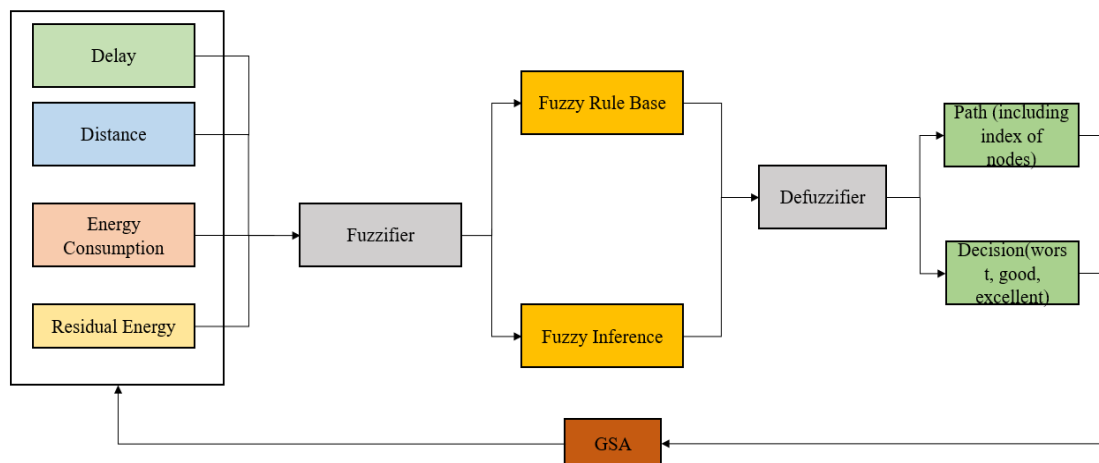 Delay
Distance
Energy
Consumption
Residual Energy
Fuzzifier
Fuzzy Rule Base
Fuzzy Inference
Defuzzifier
Path (including
index of
nodes)
Decision(wors
t, good,
excellent)
GSA